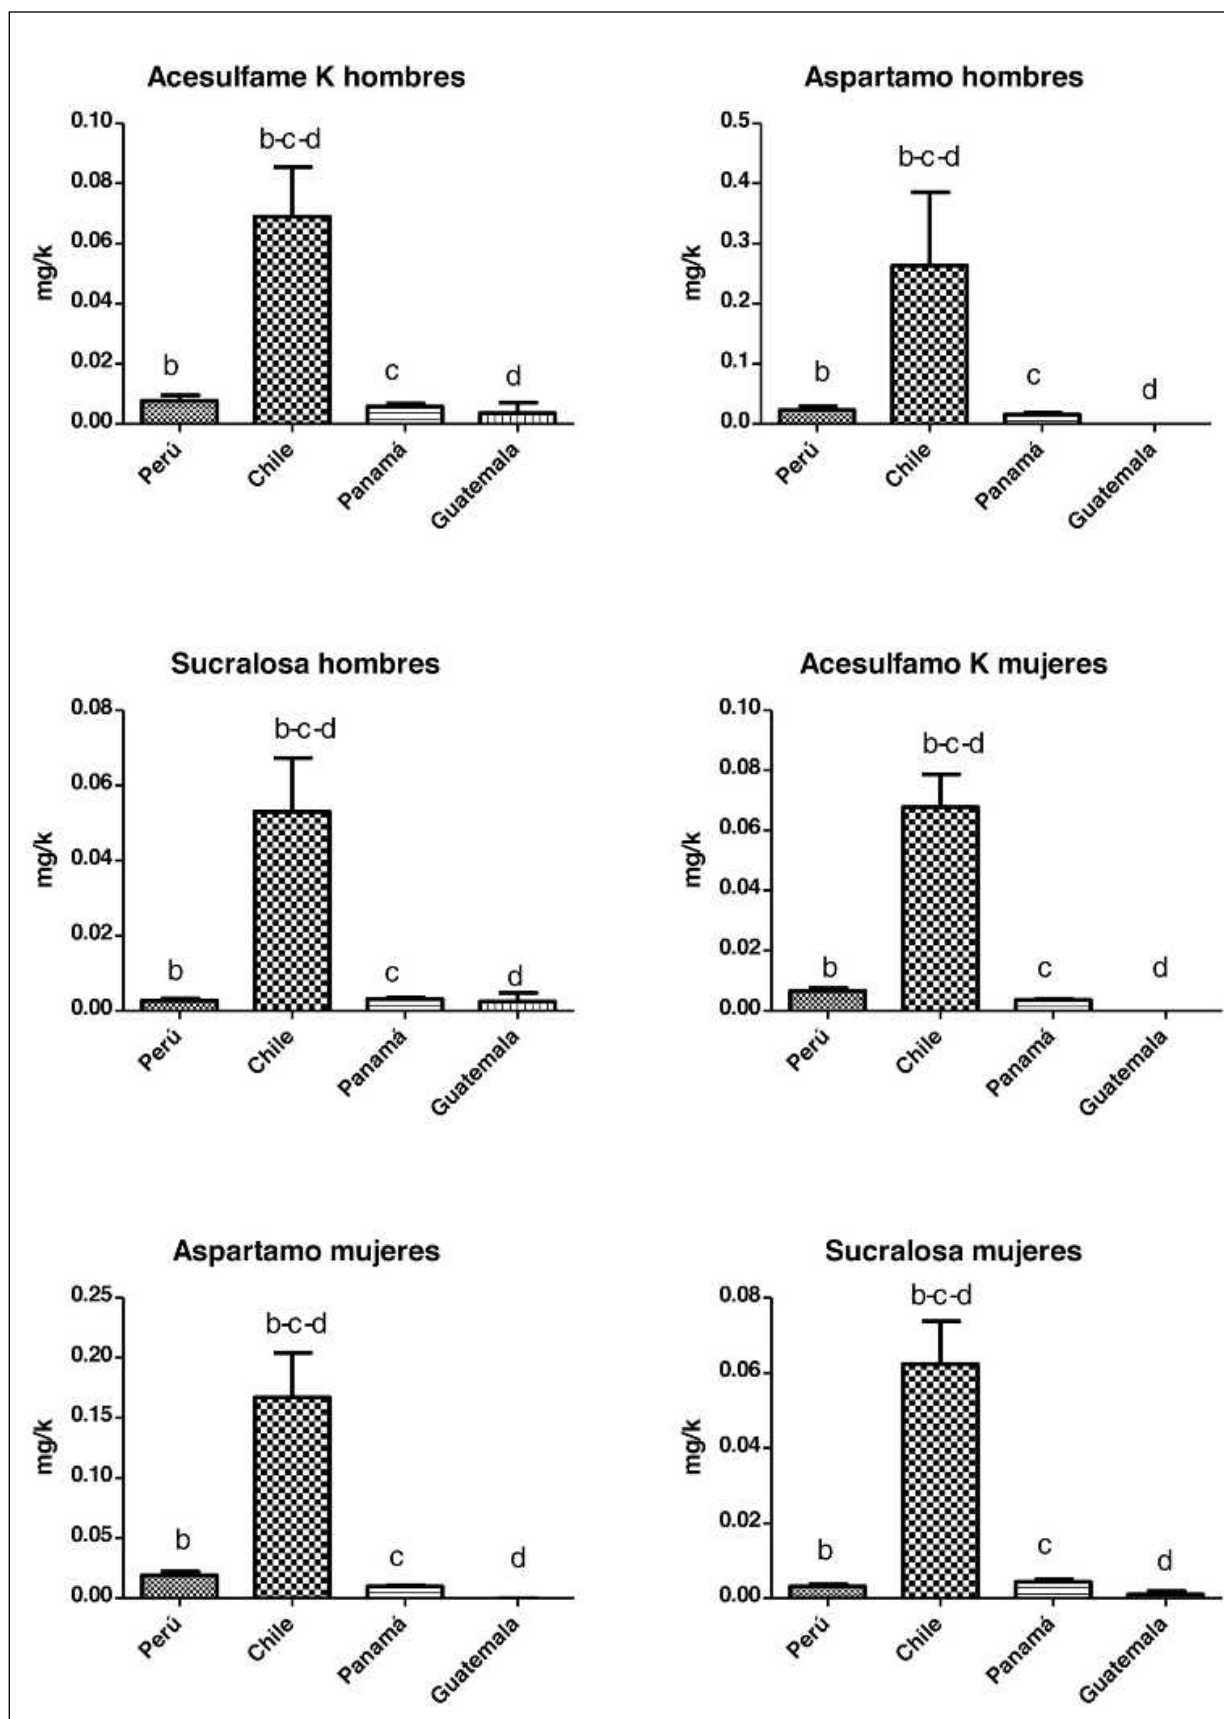 Acesulfame K hombres
0.10
0.08
0.06
0.04
0.02
0.00
mg/k
b
b-c-d
c
d
Perú
Chile
Panamá
Guatemala
Aspartamo hombres
0.5
0.4
0.3
0.2
0.1
0.0
mg/k
b
b-c-d
c
d
Perú
Chile
Panamá
Guatemala
Sucralosa hombres
0.08
0.06
0.04
0.02
0.00
mg/k
b
b-c-d
c
d
Perú
Chile
Panamá
Guatemala
Acesulfamo K mujeres
0.10
0.08
0.06
0.04
0.02
0.00
mg/k
b
b-c-d
c
d
Perú
Chile
Panamá
Guatemala
Aspartamo mujeres
0.25
0.20
0.15
0.10
0.05
0.00
mg/k
b
b-c-d
c
d
Perú
Chile
Panamá
Guatemala
Sucralosa mujeres
0.08
0.06
0.04
0.02
0.00
mg/k
b
b-c-d
c
d
Perú
Chile
Panamá
Guatemala